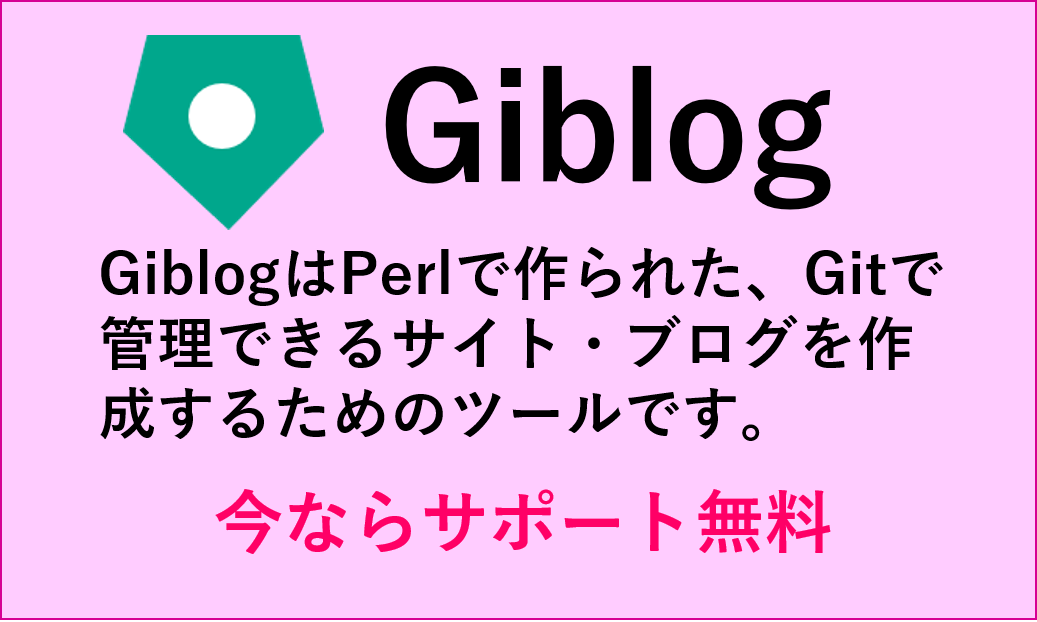 Giblog
GiblogはPerlで作られた、Gitで
管理できるサイト・ブログを作
成するためのツールです。
今ならサポート無料